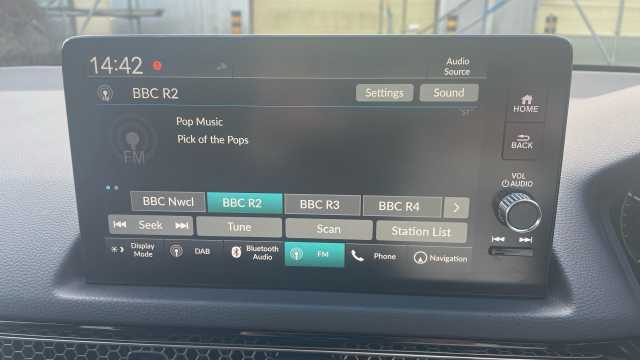 14:42
Audio
Source
BBC R2
Settings
Sound
ST
Pop Music
Pick of the Pops
FM
HOME
BACK
VOL
AUDIO
BBC Nwcl
BBC R2
BBC R3
BBC R4
Seek
Tune
Scan
Station List
Display
Mode
DAB
Bluetooth
Audio
FM
Phone
Navigation